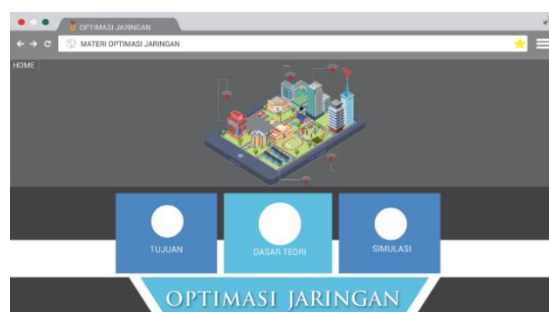 OPTIMASI JARINGAN
MATERI OPTIMASI JARINGAN
HOME
TUJUAN
DASAR TEORI
SIMULASI
OPTIMASI JARINGAN